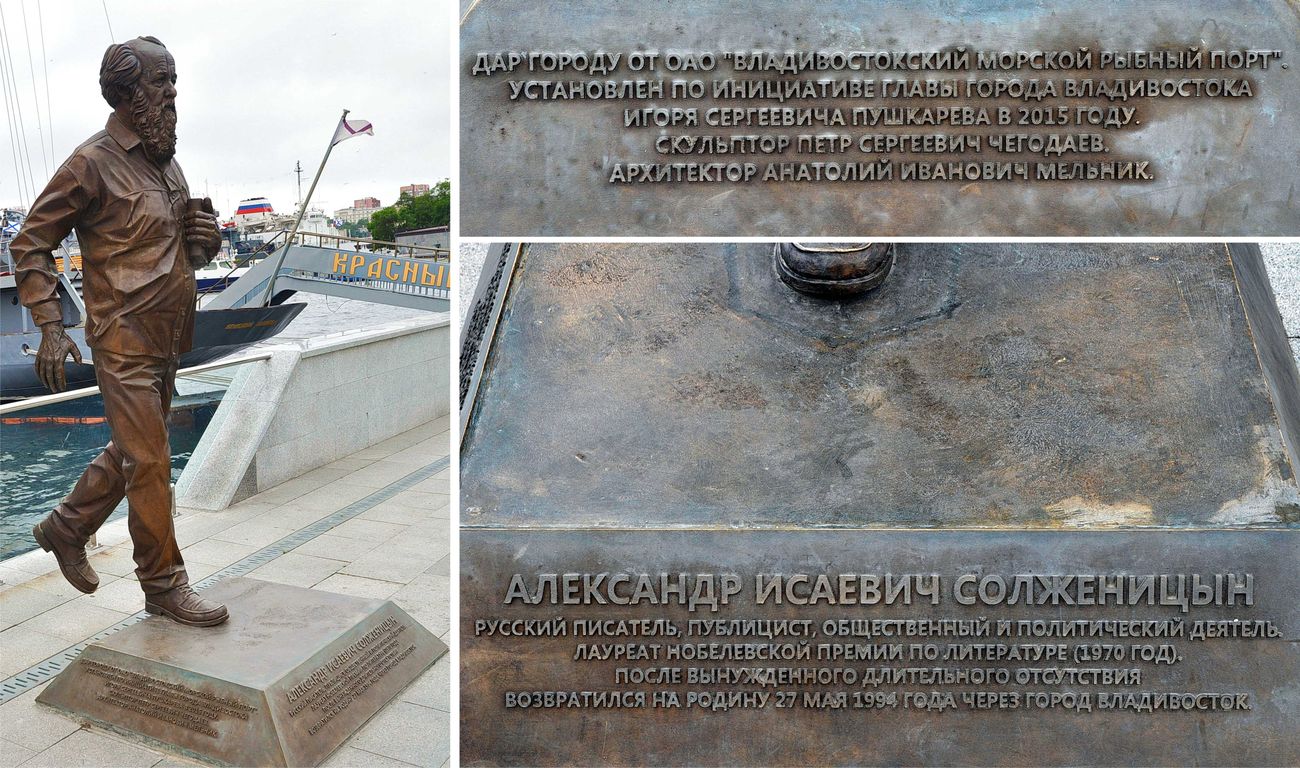 КРАСНЫ
ДАР ГОРОДУ ОТ ОАО "ВЛАДИВОСТОКСКИЙ МОРСКОЙ РЫБНЫЙ ПОРТ".
УСТАНОВЛЕН ПО ИНИЦИАТИВЕ ГЛАВЫ ГОРОДА ВЛАДИВОСТОКА
ИГОРЯ СЕРГЕЕВИЧА ПУШКАРЕВА В 2015 ГОДУ.
СКУЛЬПТОР ПЕТР СЕРГЕЕВИЧ ЧЕГОДАЕВ.
АРХИТЕКТОР АНАТОЛИЙ ИВАНОВИЧ МЕЛЬНИК.
АЛЕКСАНДР ИСАЕВИЧ СОЛЖЕНИЦЫН
РУССКИЙ ПИСАТЕЛЬ, ПУБЛИЦИСТ, ОБЩЕСТВЕННЫЙ И ПОЛИТИЧЕСКИЙ ДЕЯТЕЛЬ.
ЛАУРЕАТ НОБЕЛЕВСКОЙ ПРЕМИИ ПО ЛИТЕРАТУРЕ (1970 ГОД).
ПОСЛЕ ВЫНУЖДЕННОГО ДЛИТЕЛЬНОГО ОТСУТСТВИЯ
ВОЗВРАТИЛСЯ НА РОДИНУ 27 МАЯ 1994 ГОДА ЧЕРЕЗ ГОРОД ВЛАДИВОСТОК.
АЛЕКСАНДР ИСАЕВИЧ СОЛЖЕНИЦЫН